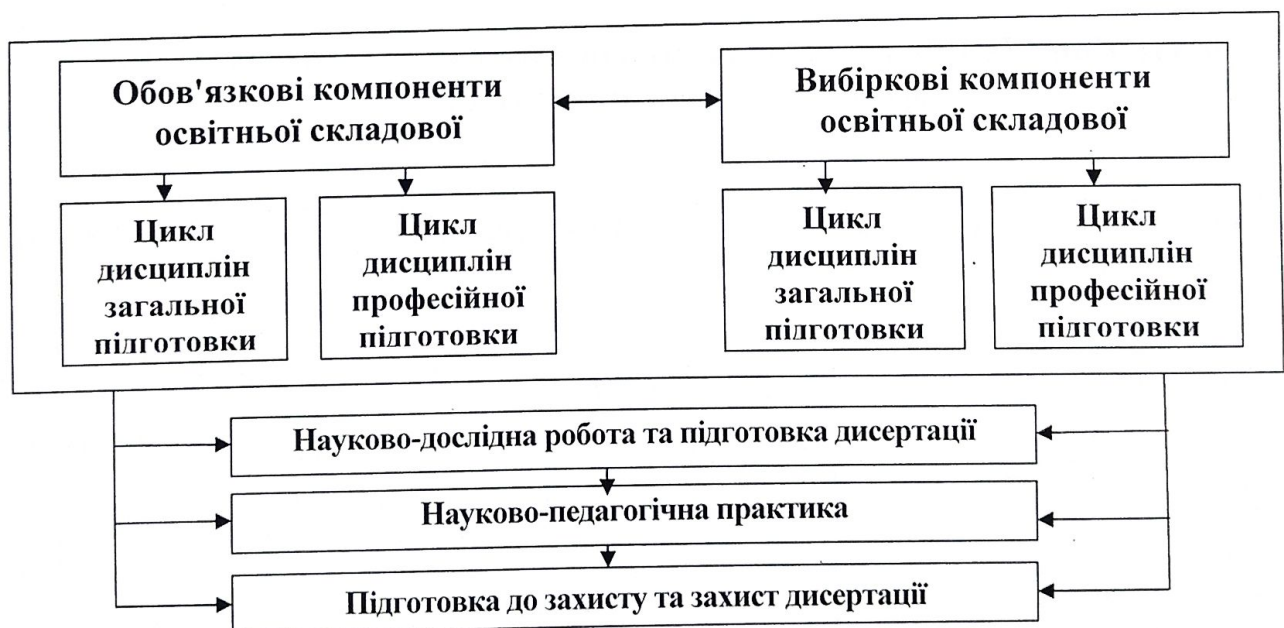 Обов'язкові компоненти
освітньої складової
Вибіркові компоненти
освітньої складової
Цикл
дисциплін
загальної
підготовки
Цикл
дисциплін
професійної
підготовки
Цикл
дисциплін
загальної
підготовки
Цикл
дисциплін
професійної
підготовки
Науково-дослідна робота та підготовка дисертації
Науково-педагогічна практика
Підготовка до захисту та захист дисертації